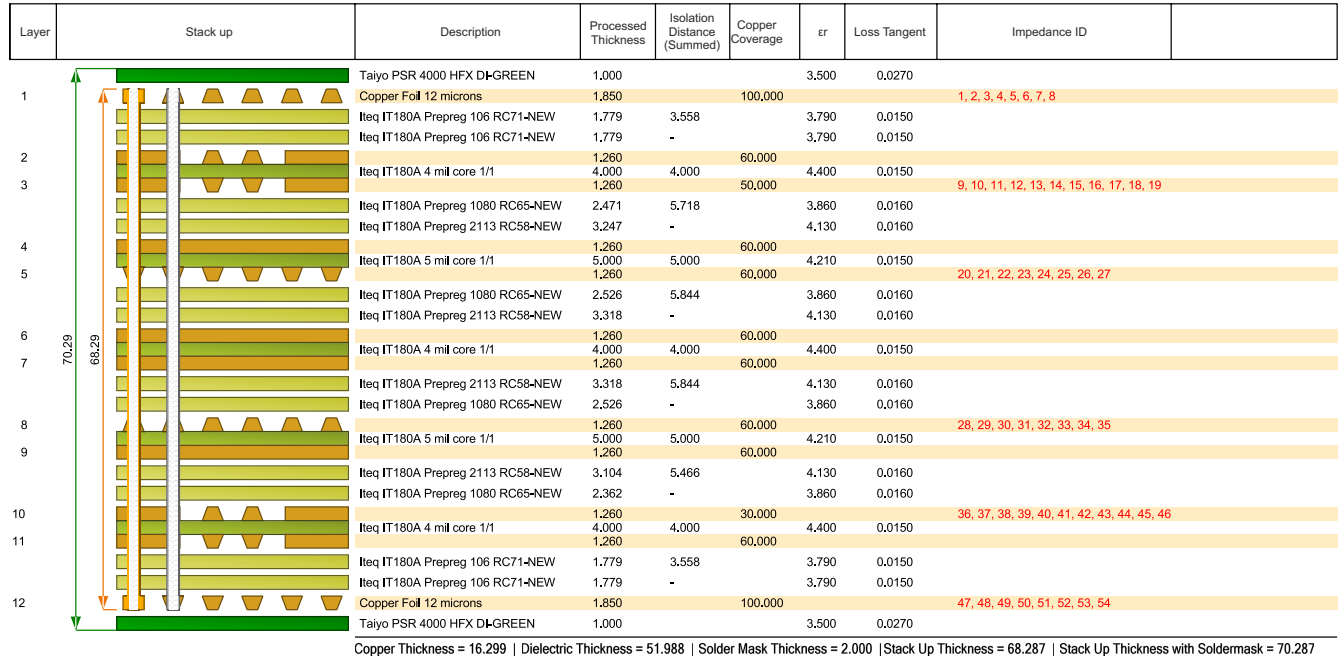 Layer Stack up Description Processed Thickness Isolation Distance (Summed) Copper Coverage εr Loss Tangent Impedance ID
Taiyo PSR 4000 HFX DI-GREEN 1.000 3.500 0.0270
1 Copper Foil 12 microns 1.850 100.000 1, 2, 3, 4, 5, 6, 7, 8
Iteq IT180A Prepreg 106 RC71-NEW 1.779 3.558 3.790 0.0150
Iteq IT180A Prepreg 106 RC71-NEW 1.779 - 3.790 0.0150
2 1.260 60.000
Iteq IT180A 4 mil core 1/1 4.000 4.000 4.400 0.0150
3 1.260 50.000 9, 10, 11, 12, 13, 14, 15, 16, 17, 18, 19
Iteq IT180A Prepreg 1080 RC65-NEW 2.471 5.718 3.860 0.0160
Iteq IT180A Prepreg 2113 RC58-NEW 3.247 - 4.130 0.0160
4 1.260 60.000
Iteq IT180A 5 mil core 1/1 5.000 5.000 4.210 0.0150
5 1.260 60.000 20, 21, 22, 23, 24, 25, 26, 27
Iteq IT180A Prepreg 1080 RC65-NEW 2.526 5.844 3.860 0.0160
Iteq IT180A Prepreg 2113 RC58-NEW 3.318 - 4.130 0.0160
6 1.260 60.000
70.29 68.29
Iteq IT180A 4 mil core 1/1 4.000 4.000 4.400 0.0150
7 1.260 60.000
Iteq IT180A Prepreg 2113 RC58-NEW 3.318 5.844 4.130 0.0160
Iteq IT180A Prepreg 1080 RC65-NEW 2.526 - 3.860 0.0160
8 1.260 60.000 28, 29, 30, 31, 32, 33, 34, 35
Iteq IT180A 5 mil core 1/1 5.000 5.000 4.210 0.0150
9 1.260 60.000
Iteq IT180A Prepreg 2113 RC58-NEW 3.104 5.466 4.130 0.0160
Iteq IT180A Prepreg 1080 RC65-NEW 2.362 - 3.860 0.0160
10 1.260 30.000 36, 37, 38, 39, 40, 41, 42, 43, 44, 45, 46
Iteq IT180A 4 mil core 1/1 4.000 4.000 4.400 0.0150
11 1.260 60.000
Iteq IT180A Prepreg 106 RC71-NEW 1.779 3.558 3.790 0.0150
Iteq IT180A Prepreg 106 RC71-NEW 1.779 - 3.790 0.0150
12 Copper Foil 12 microns 1.850 100.000 47, 48, 49, 50, 51, 52, 53, 54
Taiyo PSR 4000 HFX DI-GREEN 1.000 3.500 0.0270
Copper Thickness = 16.299 | Dielectric Thickness = 51.988 | Solder Mask Thickness = 2.000 | Stack Up Thickness = 68.287 | Stack Up Thickness with Soldermask = 70.287